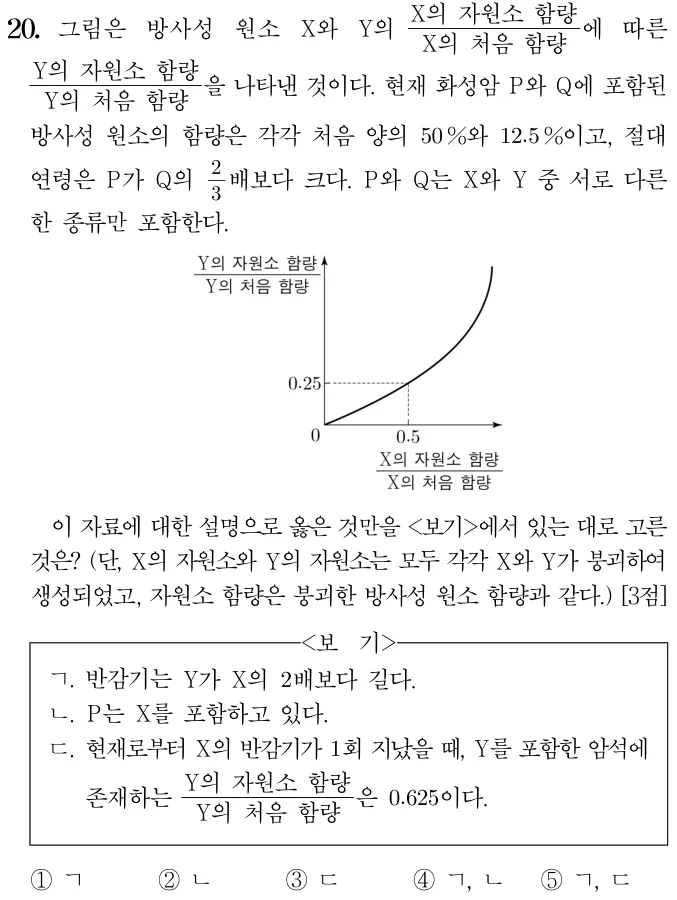 20. 그림은 방사성 원소 X와 Y의 X의 자원소 함량/X의 처음 함량에 따른
Y의 자원소 함량/Y의 처음 함량을 나타낸 것이다. 현재 화성암 P와 Q에 포함된
방사성 원소의 함량은 각각 처음 양의 50%와 12.5%이고, 절대
연령은 P가 Q의 2/3배보다 크다. P와 Q는 X와 Y 중 서로 다른
한 종류만 포함한다.
Y의 자원소 함량
Y의 처음 함량
0.25
0
0.5
X의 자원소 함량
X의 처음 함량
이 자료에 대한 설명으로 옳은 것만을 <보기>에서 있는 대로 고른
것은? (단, X의 자원소와 Y의 자원소는 모두 각각 X와 Y가 붕괴하여
생성되었고, 자원소 함량은 붕괴한 방사성 원소 함량과 같다.) [3점]
<보 기>
ㄱ. 반감기는 Y가 X의 2배보다 길다.
ㄴ. P는 X를 포함하고 있다.
ㄷ. 현재로부터 X의 반감기가 1회 지났을 때, Y를 포함한 암석에
존재하는 Y의 자원소 함량/Y의 처음 함량은 0.625이다.
① ㄱ ② ㄴ ③ ㄷ ④ ㄱ, ㄴ ⑤ ㄱ, ㄷ